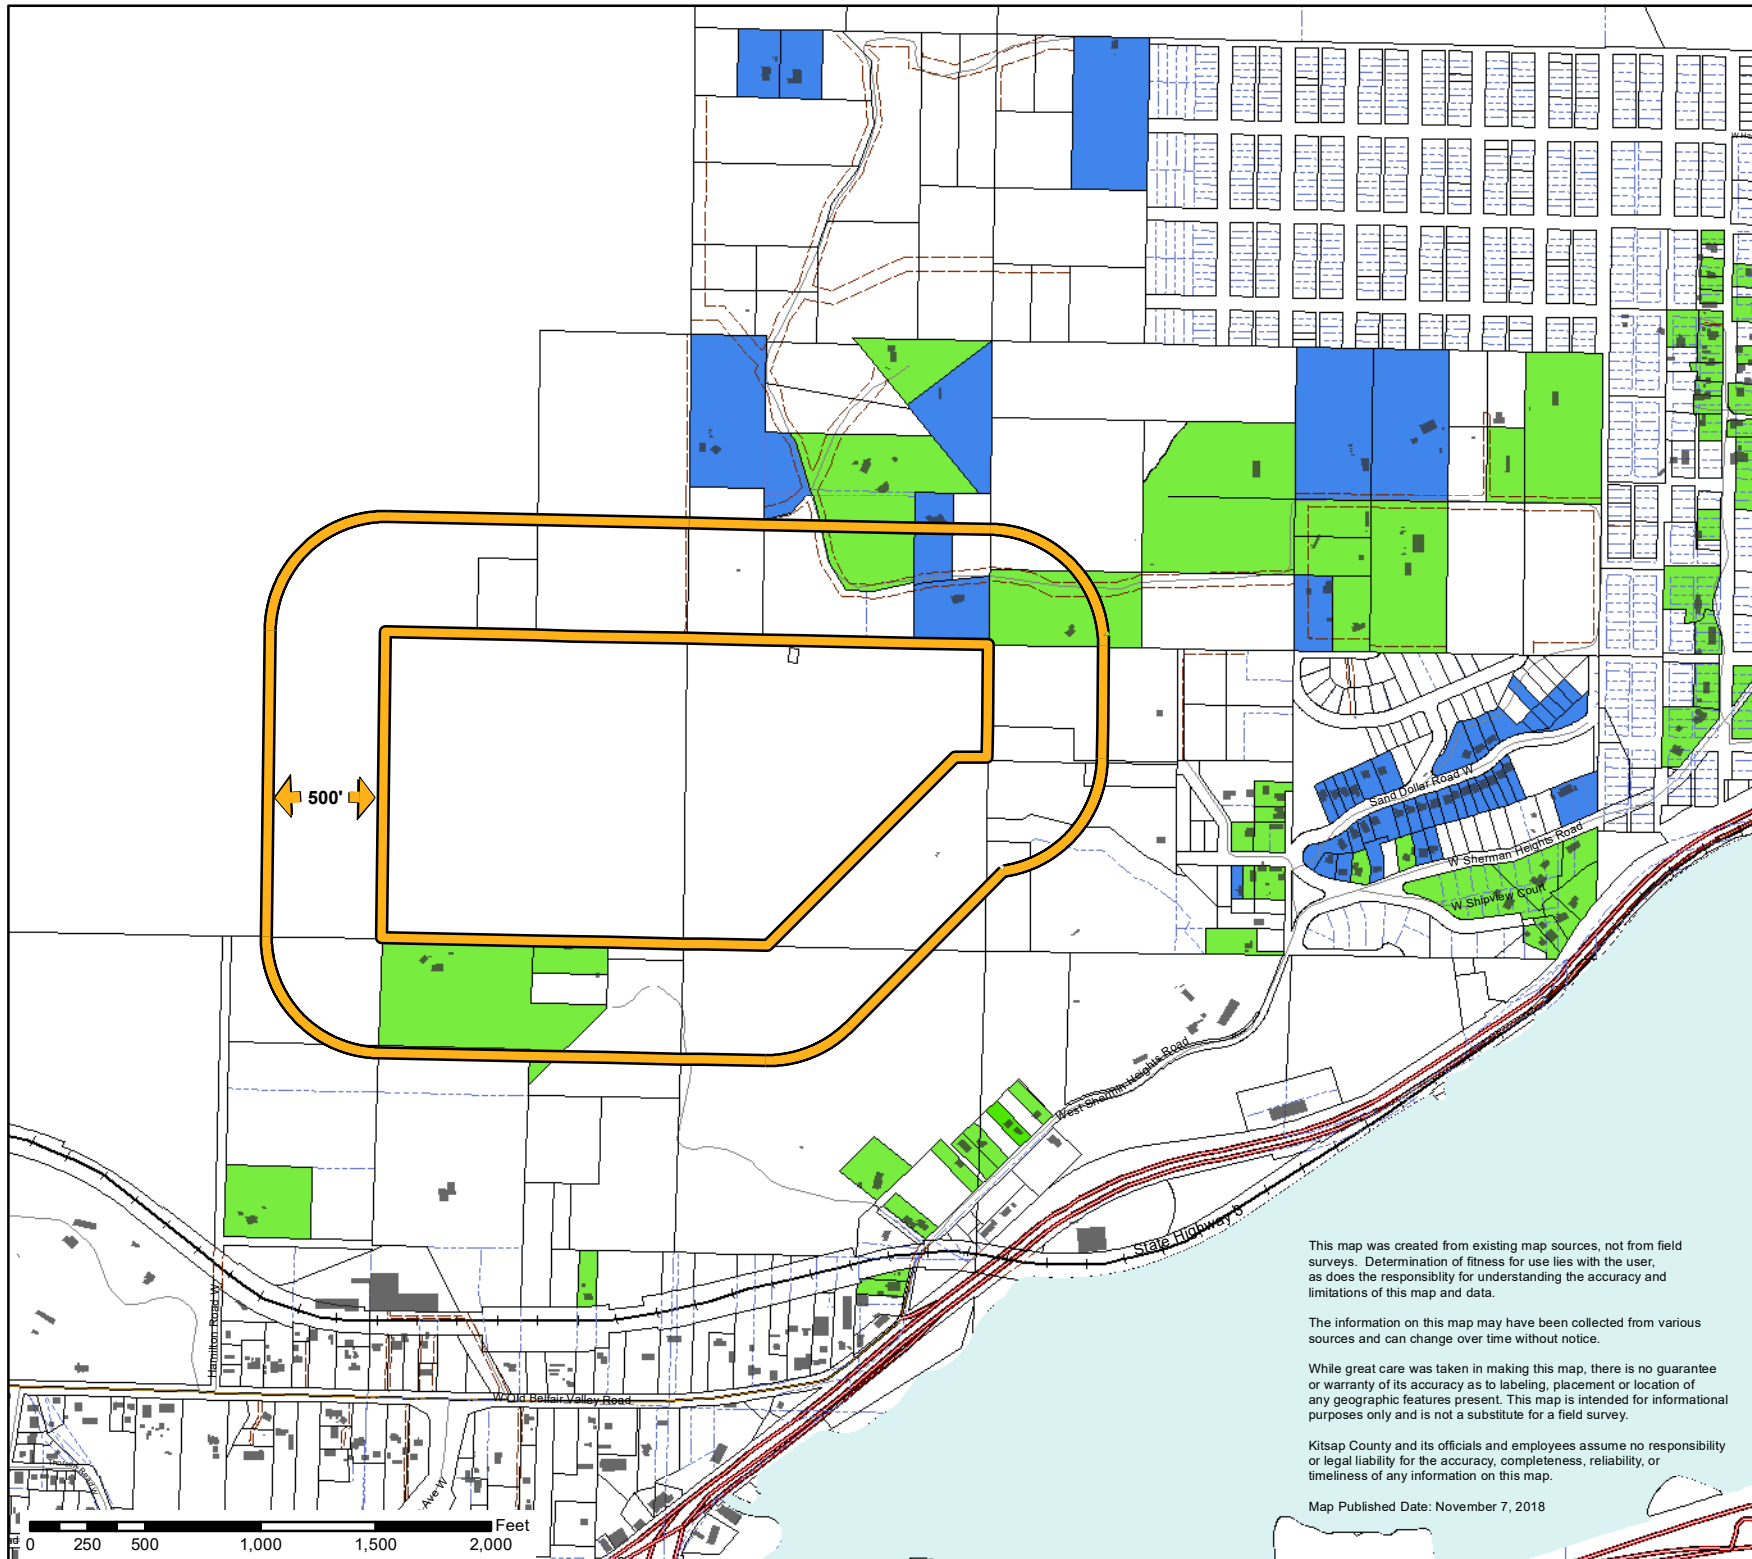 500'
Sand Dollar Road W
W Sherman Heights Road
W Shipview Court
West Sherman Heights Road
State Highway 3
Hamilton Road W
W Old Belfair Valley Road
Ave W
This map was created from existing map sources, not from field
surveys. Determination of fitness for use lies with the user,
as does the responsiblity for understanding the accuracy and
limitations of this map and data.
The information on this map may have been collected from various
sources and can change over time without notice.
While great care was taken in making this map, there is no guarantee
or warranty of its accuracy as to labeling, placement or location of
any geographic features present. This map is intended for informational
purposes only and is not a substitute for a field survey.
Kitsap County and its officials and employees assume no responsibility
or legal liability for the accuracy, completeness, reliability, or
timeliness of any information on this map.
Map Published Date: November 7, 2018
Feet
0 250 500 1,000 1,500 2,000